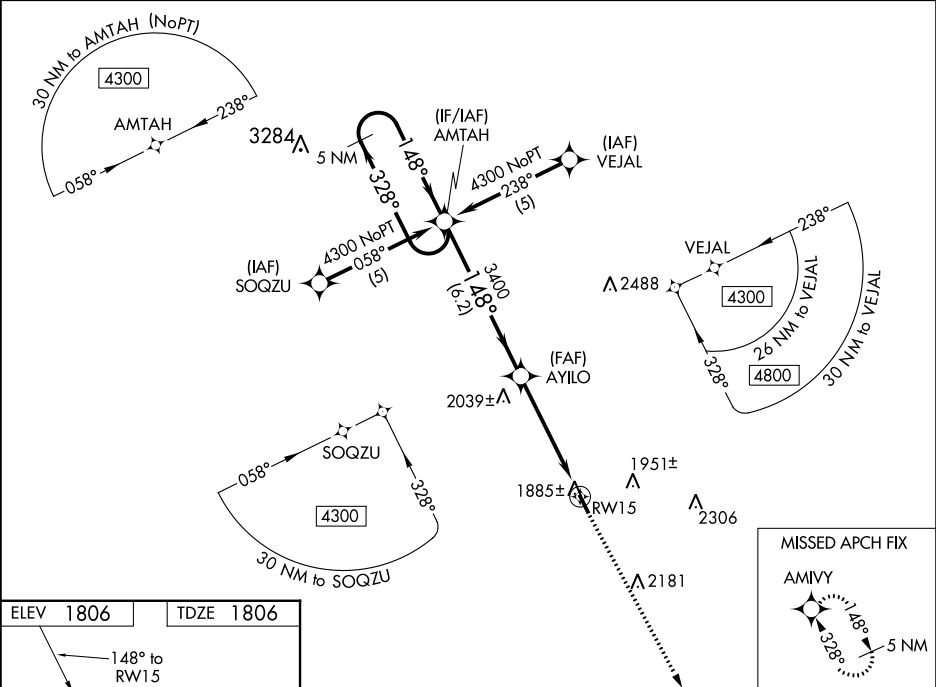 30 NM to AMTAH (NoPT)
4300
238°
AMTAH
058°
3284
5 NM
148°
328°
(IF/IAF)
AMTAH
(IAF)
VEJAL
4300 NoPT
238°
(5)
4300 NoPT
058°
(5)
(IAF)
SOQZU
3400
148°
(6.2)
238°
VEJAL
2488
4300
26 NM to VEJAL
30 NM to VEJAL
328°
4800
(FAF)
AYILO
2039±
SOQZU
058°
328°
4300
30 NM to SOQZU
1951±
1885±
RW15
2306
2181
MISSED APCH FIX
AMIVY
148°
328°
5 NM
ELEV 1806
TDZE 1806
148° to
RW15